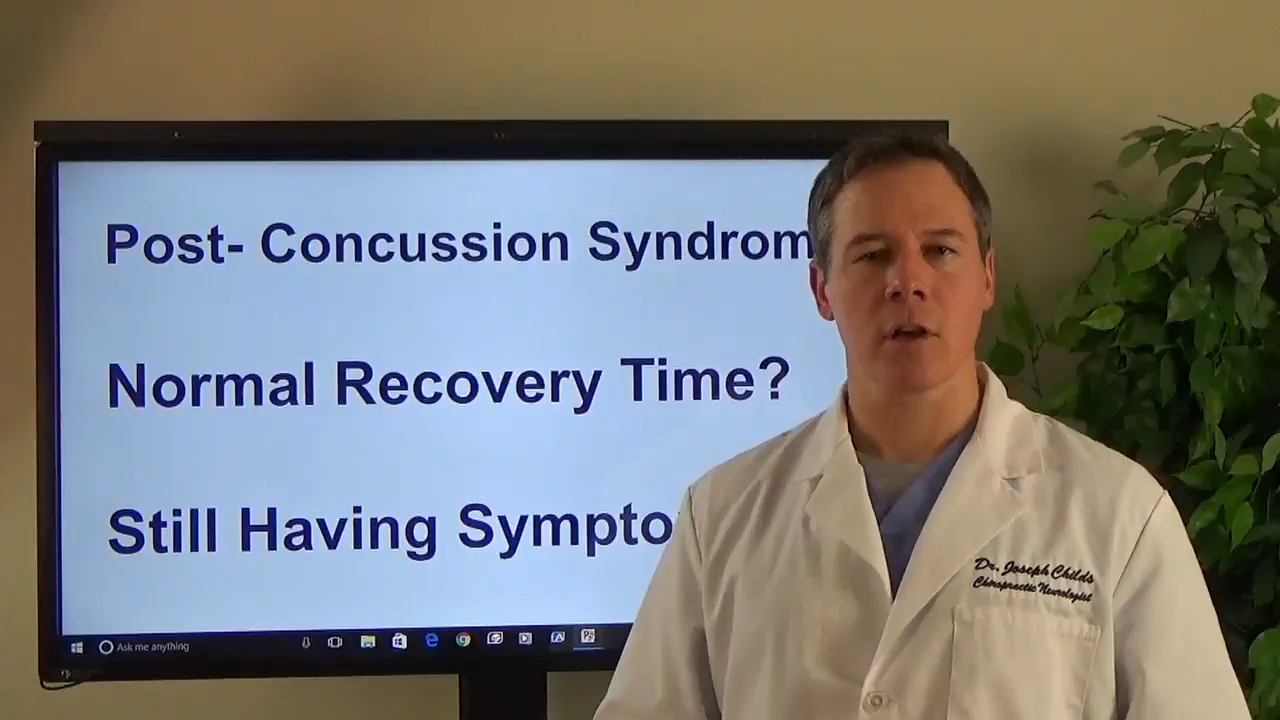 Post- Concussion Syndrom
Normal Recovery Time?
Still Having Sympto
Dr. Joseph Childs
Chiropractic Neurologist
Ask me anything